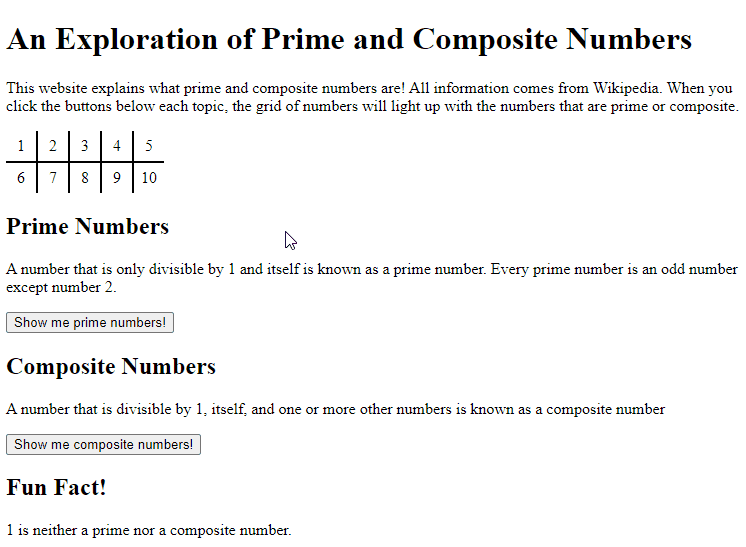 An Exploration of Prime and Composite Numbers
This website explains what prime and composite numbers are! All information comes from Wikipedia. When you
click the buttons below each topic, the grid of numbers will light up with the numbers that are prime or composite.
1 2 3 4 5
6 7 8 9 10
Prime Numbers
A number that is only divisible by 1 and itself is known as a prime number. Every prime number is an odd number
except number 2.
Show me prime numbers!
Composite Numbers
A number that is divisible by 1, itself, and one or more other numbers is known as a composite number
Show me composite numbers!
Fun Fact!
1 is neither a prime nor a composite number.